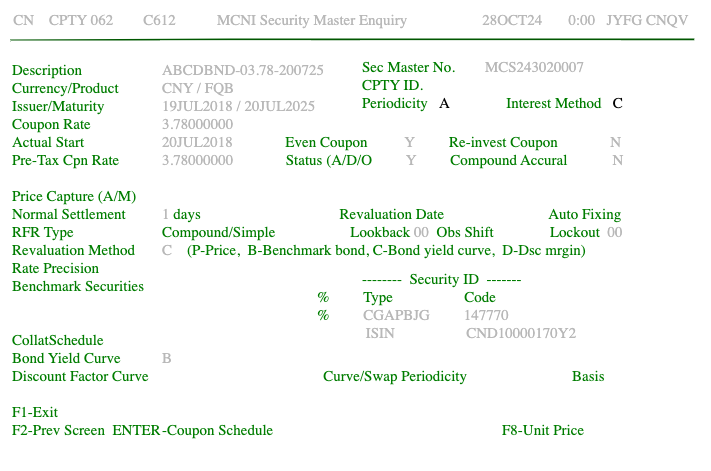 CN CPTY 062 C612 MCNI Security Master Enquiry 28OCT24 0:00 JYFG CNQV
Description ABCDBND-03.78-200725 Sec Master No. MCS243020007
Currency/Product CNY / FQB CPTY ID.
Issuer/Maturity 19JUL2018 / 20JUL2025 Periodicity A Interest Method C
Coupon Rate 3.78000000
Actual Start 20JUL2018 Even Coupon Y Re-invest Coupon N
Pre-Tax Cpn Rate 3.78000000 Status (A/D/O Y Compound Accural N
Price Capture (A/M)
Normal Settlement 1 days Revaluation Date Auto Fixing
RFR Type Compound/Simple Lookback 00 Obs Shift Lockout 00
Revaluation Method C (P-Price, B-Benchmark bond, C-Bond yield curve, D-Dsc mrgin)
Rate Precision
Benchmark Securities -------- Security ID -------
% Type Code
% CGAPBJG 147770
ISIN CND10000170Y2
CollatSchedule
Bond Yield Curve B
Discount Factor Curve Curve/Swap Periodicity Basis
F1-Exit
F2-Prev Screen ENTER-Coupon Schedule F8-Unit Price